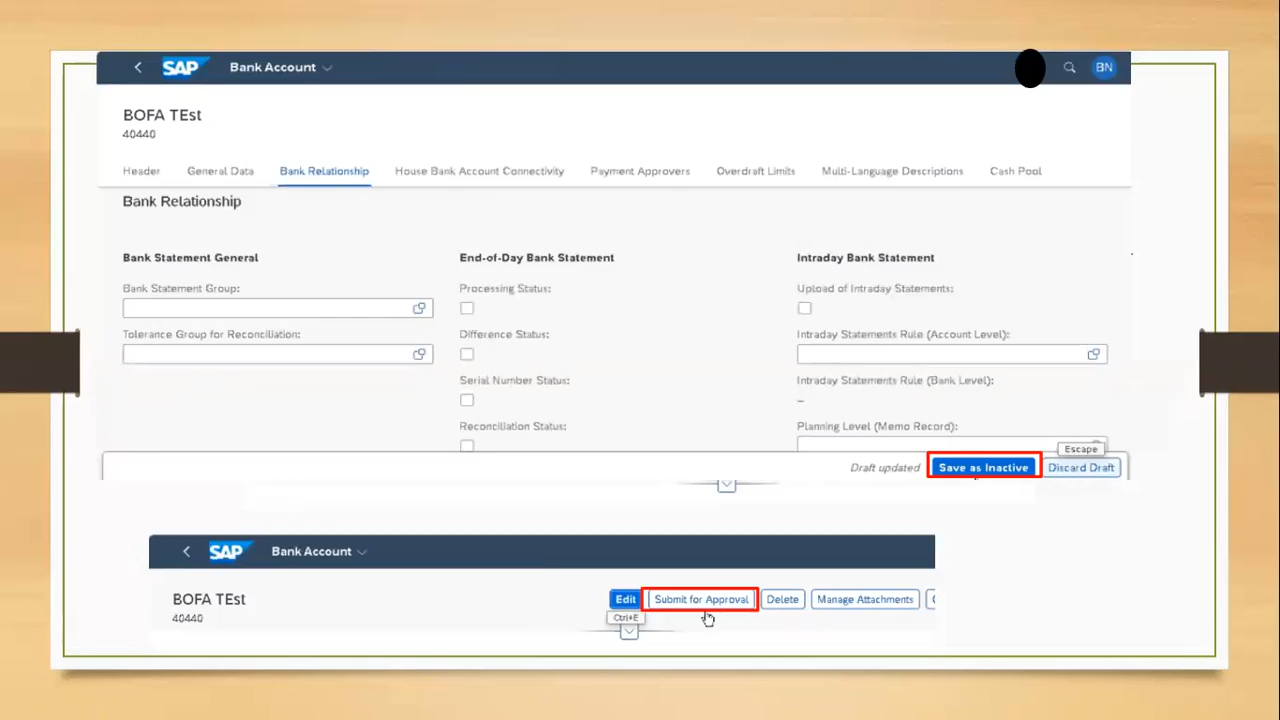 SAP Bank Account BN
BOFA TEst
40440
Header General Data Bank Relationship House Bank Account Connectivity Payment Approvers Overdraft Limits Multi-Language Descriptions Cash Pool
Bank Relationship
Bank Statement General End-of-Day Bank Statement Intraday Bank Statement
Bank Statement Group: Processing Status: Upload of Intraday Statements:
Tolerance Group for Reconciliation: Difference Status: Intraday Statements Rule (Account Level):
Serial Number Status: Intraday Statements Rule (Bank Level):
–
Reconciliation Status: Planning Level (Memo Record):
Escape
Draft updated Save as Inactive Discard Draft
SAP Bank Account
BOFA TEst Edit Submit for Approval Delete Manage Attachments
40440 Ctrl+E